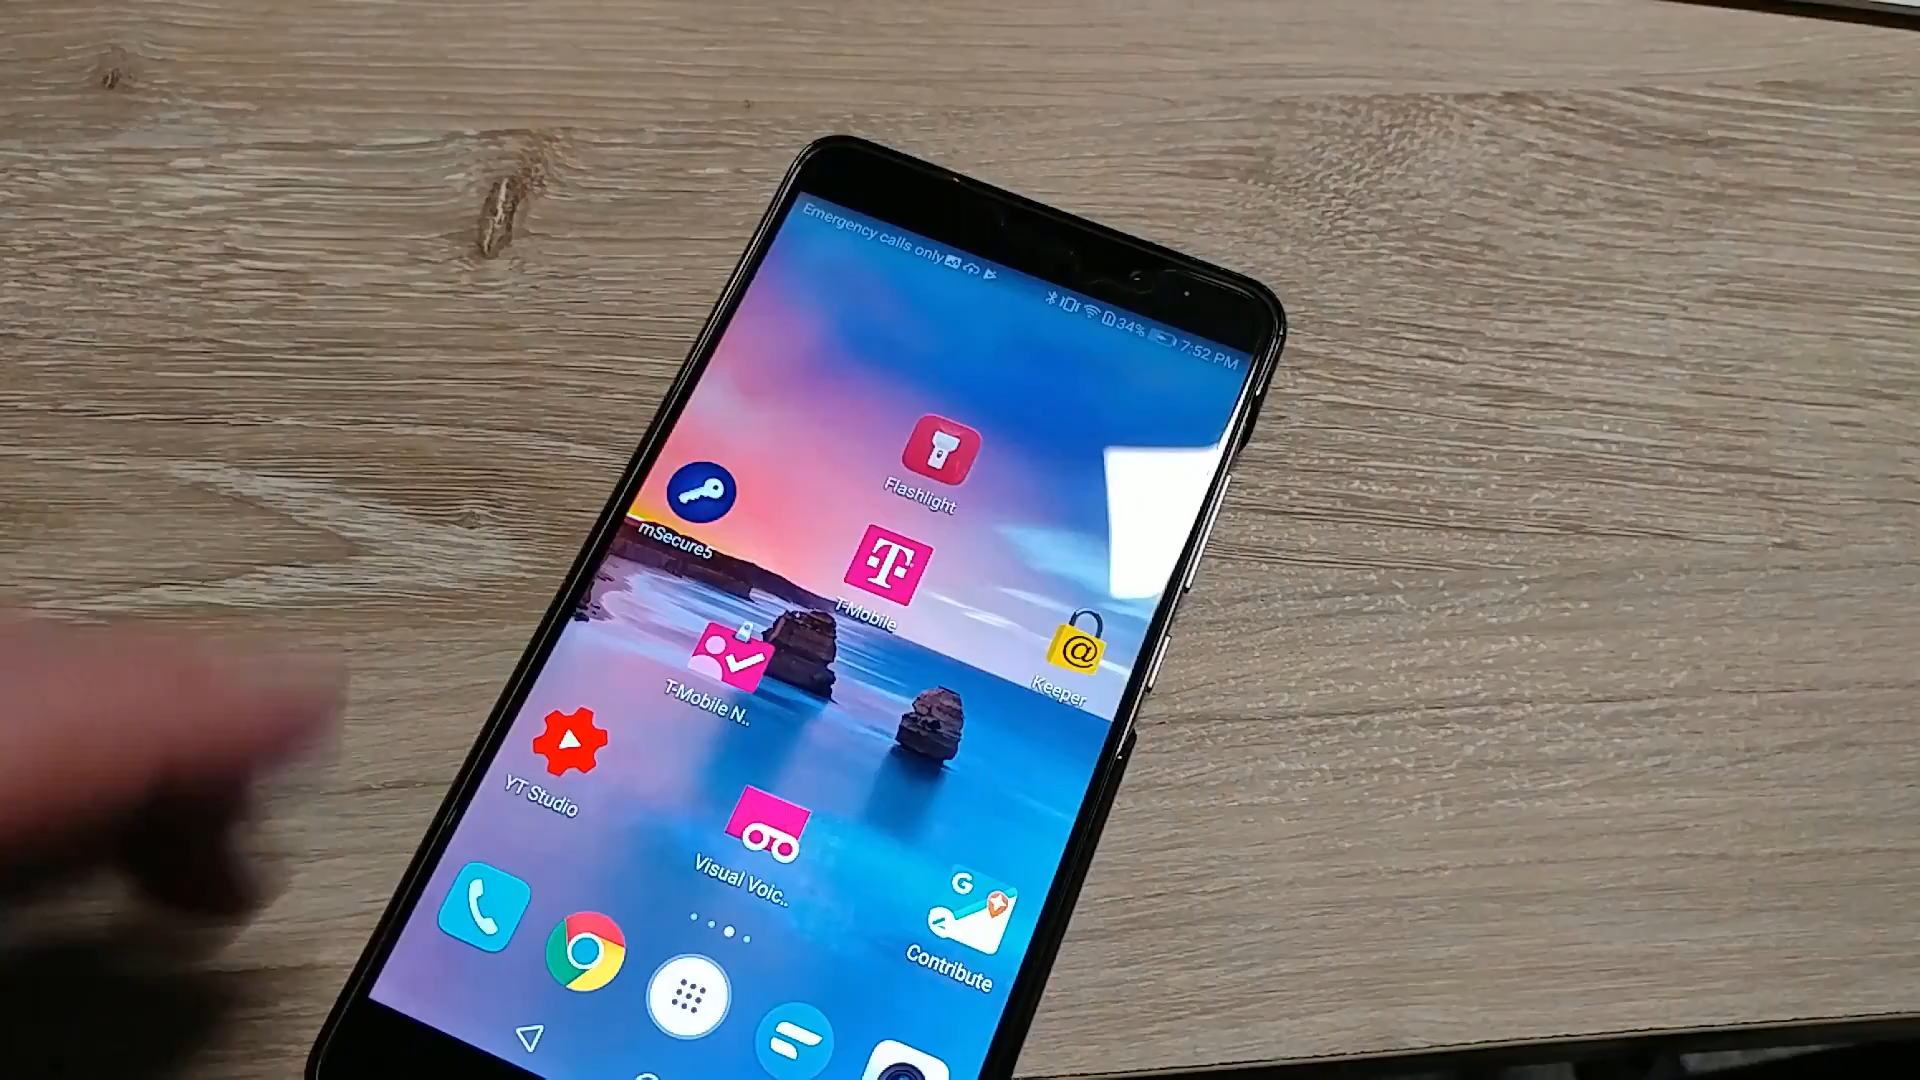 Emergency calls only
34% 7:52 PM
Flashlight
mSecure5
T
T-Mobile
@
Keeper
T-Mobile N..
YT Studio
Visual Voic..
G
Contribute